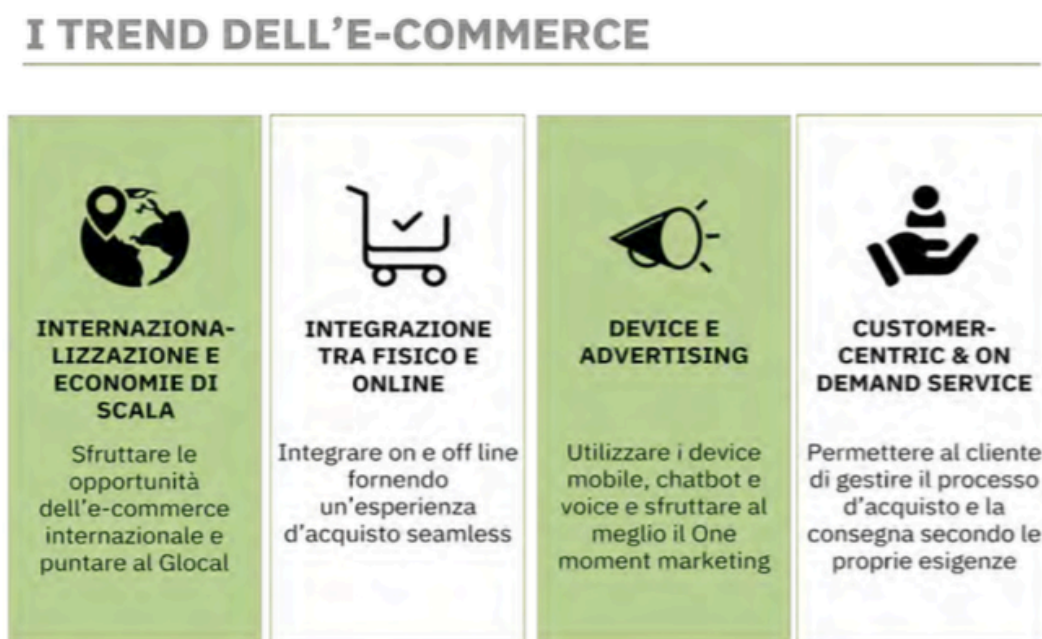 I TREND DELL'E-COMMERCE
INTERNAZIONA-
LIZZAZIONE E
ECONOMIE DI
SCALA
Sfruttare le
opportunità
dell'e-commerce
internazionale e
puntare al Glocal
INTEGRAZIONE
TRA FISICO E
ONLINE
Integrare on e off line
fornendo
un'esperienza
d'acquisto seamless
DEVICE E
ADVERTISING
Utilizzare i device
mobile, chatbot e
voice e sfruttare al
meglio il One
moment marketing
CUSTOMER-
CENTRIC & ON
DEMAND SERVICE
Permettere al cliente
di gestire il processo
d'acquisto e la
consegna secondo le
proprie esigenze